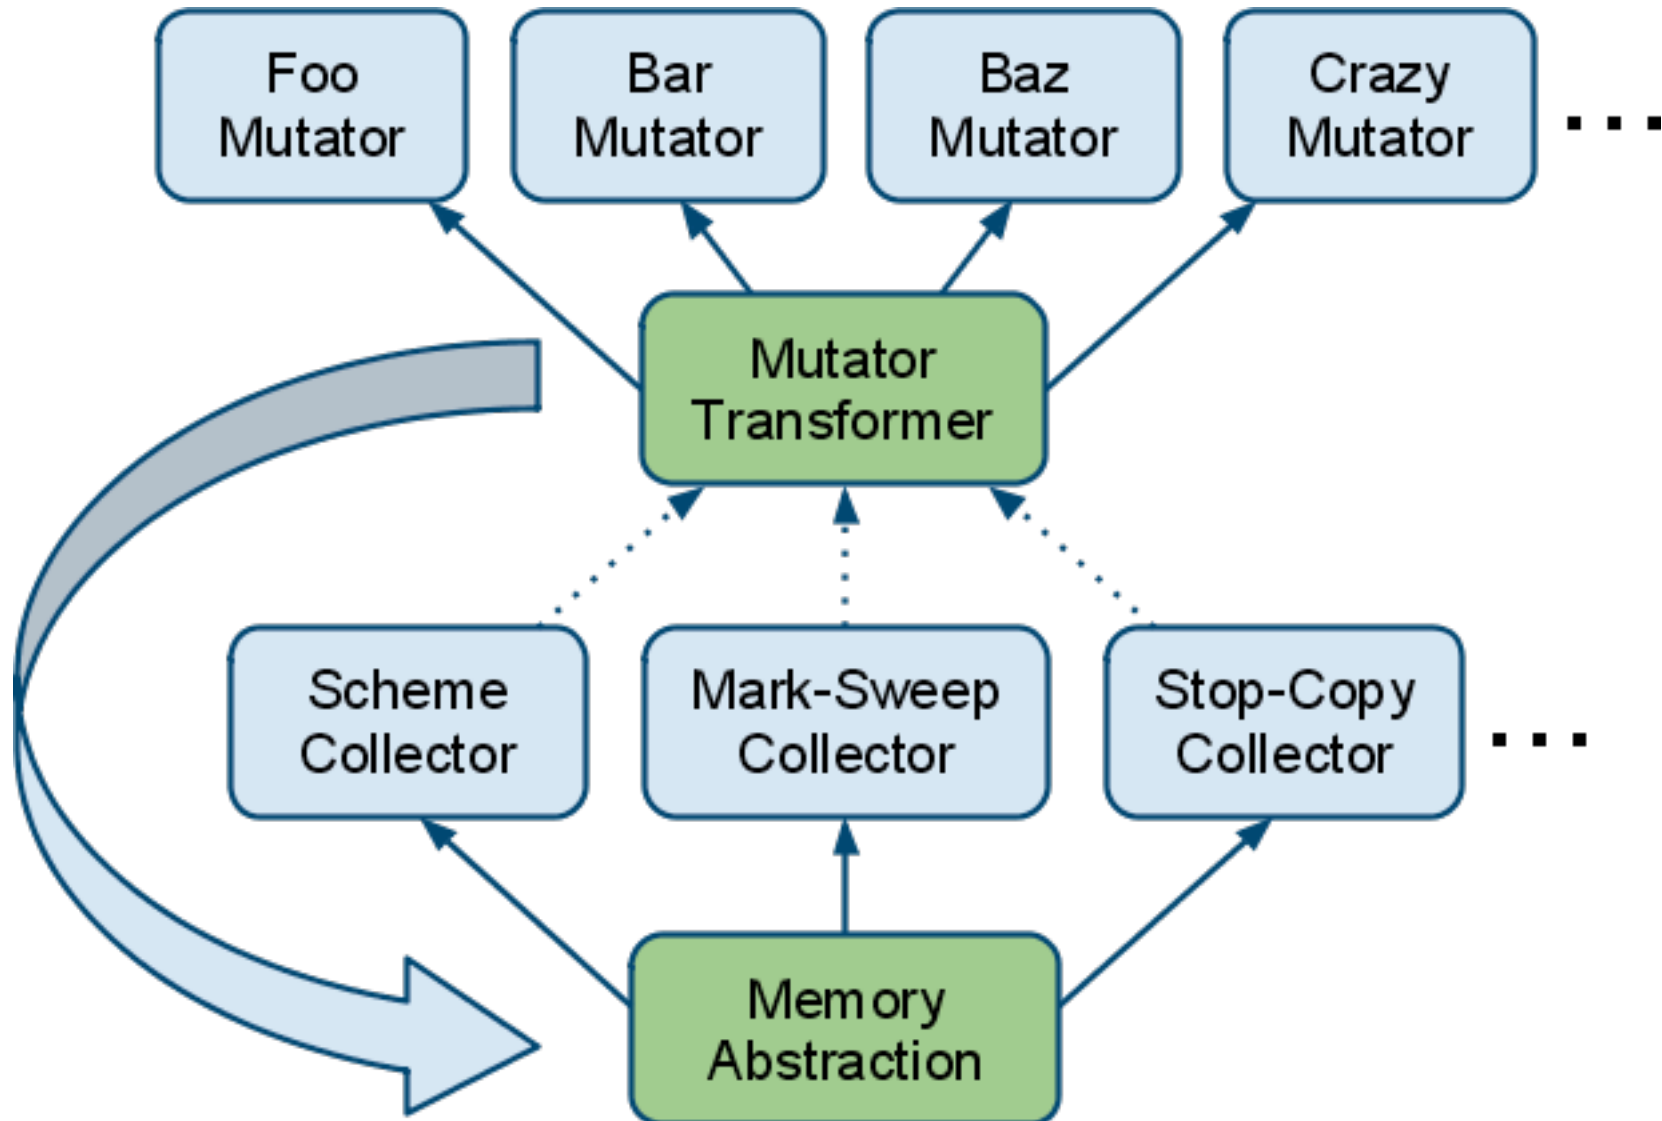 Foo
Mutator
Bar
Mutator
Baz
Mutator
Crazy
Mutator
...
Mutator
Transformer
Scheme
Collector
Mark-Sweep
Collector
Stop-Copy
Collector
...
Memory
Abstraction